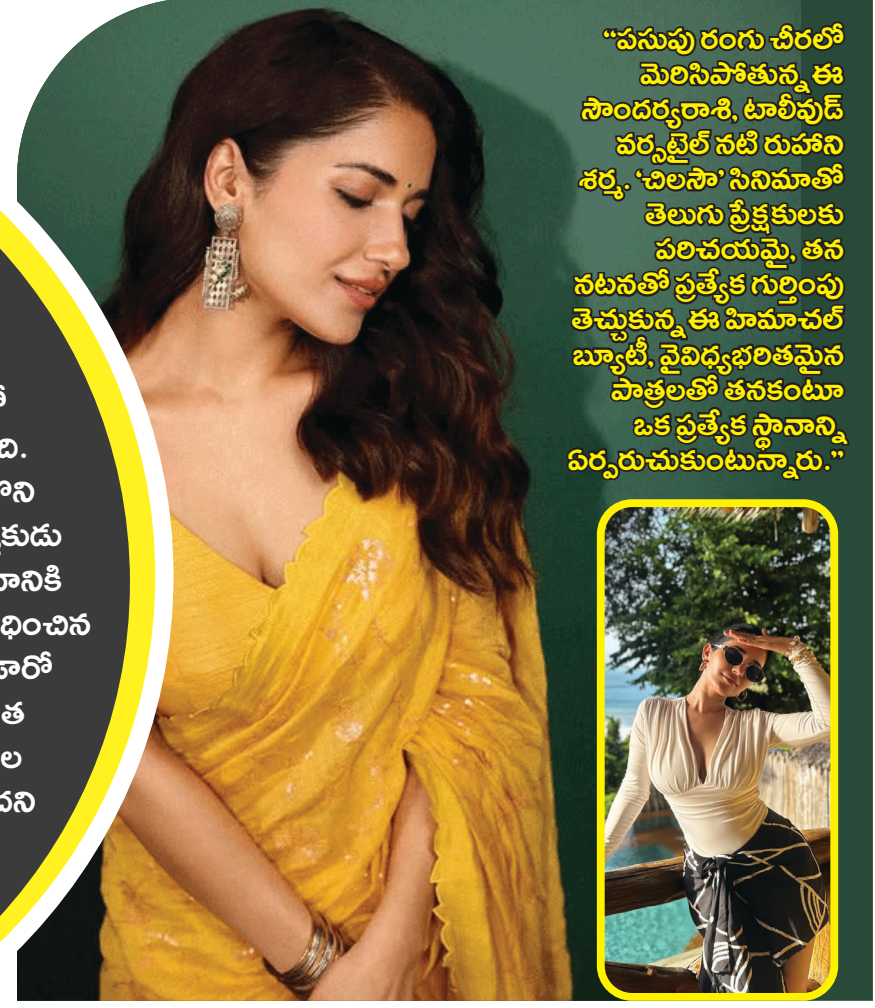 “పసుపు రంగు చీరలో
మెరిసిపోతున్న ఈ
సౌందర్యరాశి, టాలీవుడ్
వర్సటైల్ నటి రుహాని
శర్మ. ‘చిలసౌ’ సినిమాతో
తెలుగు ప్రేక్షకులకు
పరిచయమై, తన
నటనతో ప్రత్యేక గుర్తింపు
తెచ్చుకున్న ఈ హిమాచల్
బ్యూటీ, వైవిధ్యభరితమైన
పాత్రలతో తనకంటూ
ఒక ప్రత్యేక స్థానాన్ని
ఏర్పరుచుకుంటున్నారు.”